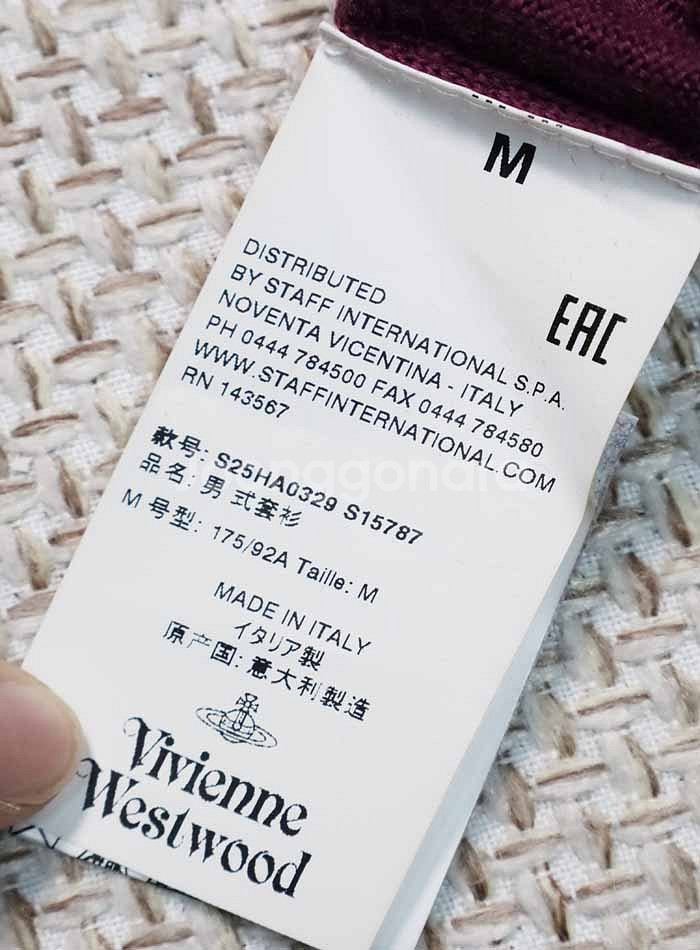 M
EAC
DISTRIBUTED
BY STAFF INTERNATIONAL S.P.A.
NOVENTA VICENTINA - ITALY
PH 0444 784500 FAX 0444 784580
WWW.STAFFINTERNATIONAL.COM
RN 143567
款号: S25HA0329 S15787
品名: 男式套衫
M 号型: 175/92A Taille: M
MADE IN ITALY
イタリア製
原产国: 意大利製造
Vivienne
Westwood